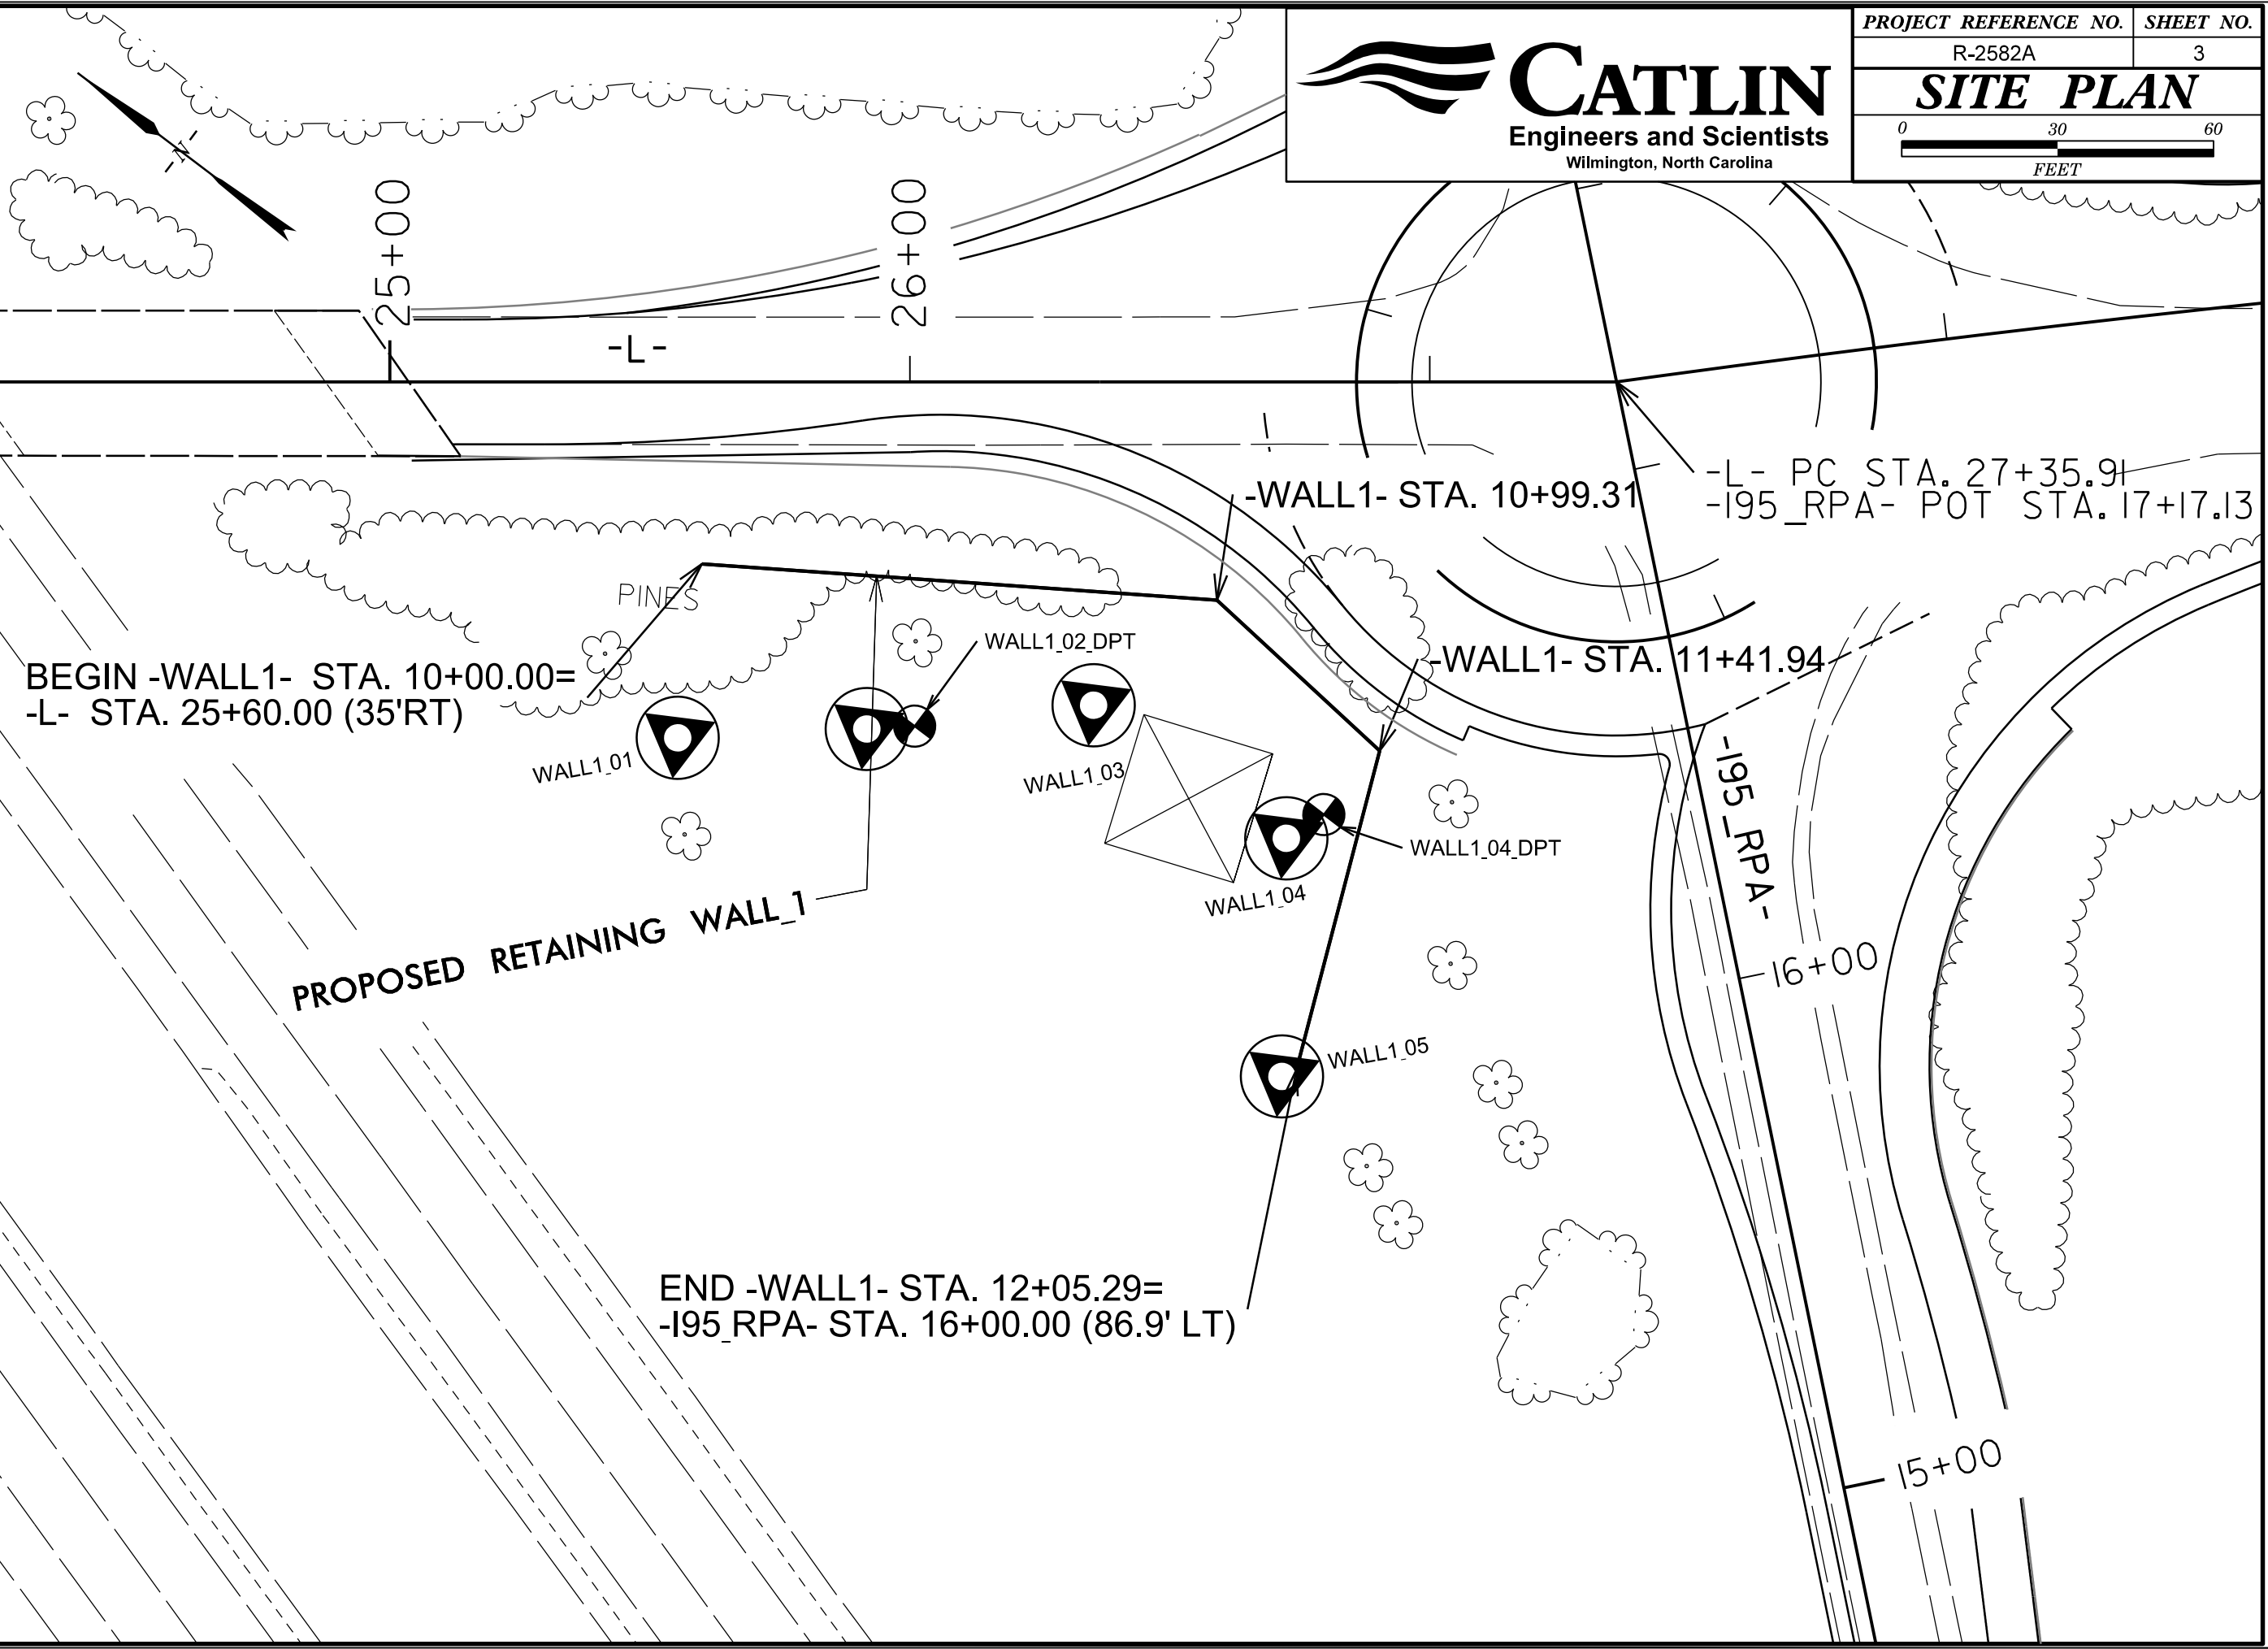 PROJECT REFERENCE NO. SHEET NO.
R-2582A 3
SITE PLAN
0 30 60
FEET
CATLIN
Engineers and Scientists
Wilmington, North Carolina
-N-
25+00
26+00
-L-
-L- PC STA. 27+35.91
-I95_RPA- POT STA. 17+17.13
-WALL1- STA. 10+99.31
PINES
WALL1_02_DPT
-WALL1- STA. 11+41.94
BEGIN -WALL1- STA. 10+00.00=
-L- STA. 25+60.00 (35'RT)
WALL1_01
WALL1_03
-I95_RPA-
WALL1_04_DPT
WALL1_04
PROPOSED RETAINING WALL_1
16+00
WALL1_05
END -WALL1- STA. 12+05.29=
-I95_RPA- STA. 16+00.00 (86.9' LT)
15+00